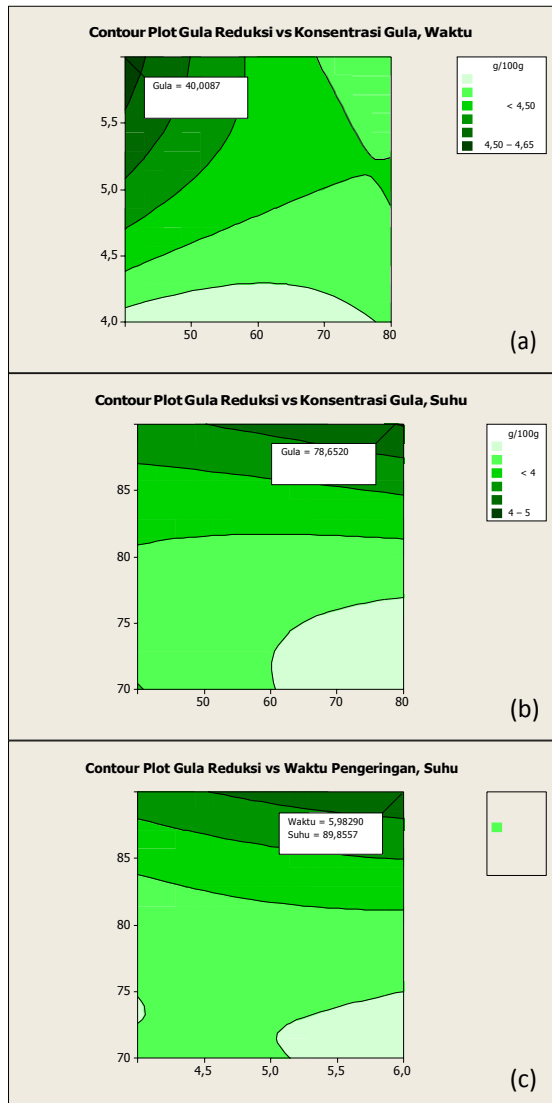 Contour Plot Gula Reduksi vs Konsentrasi Gula, Waktu
g/100g
< 4,50
4,50 – 4,65
Gula = 40,0087
5,5
5,0
4,5
4,0
50
60
70
80
(a)
Contour Plot Gula Reduksi vs Konsentrasi Gula, Suhu
g/100g
< 4
4 – 5
Gula = 78,6520
85
80
75
70
50
60
70
80
(b)
Contour Plot Gula Reduksi vs Waktu Pengeringan, Suhu
Waktu = 5,98290
Suhu = 89,8557
85
80
75
70
4,5
5,0
5,5
6,0
(c)